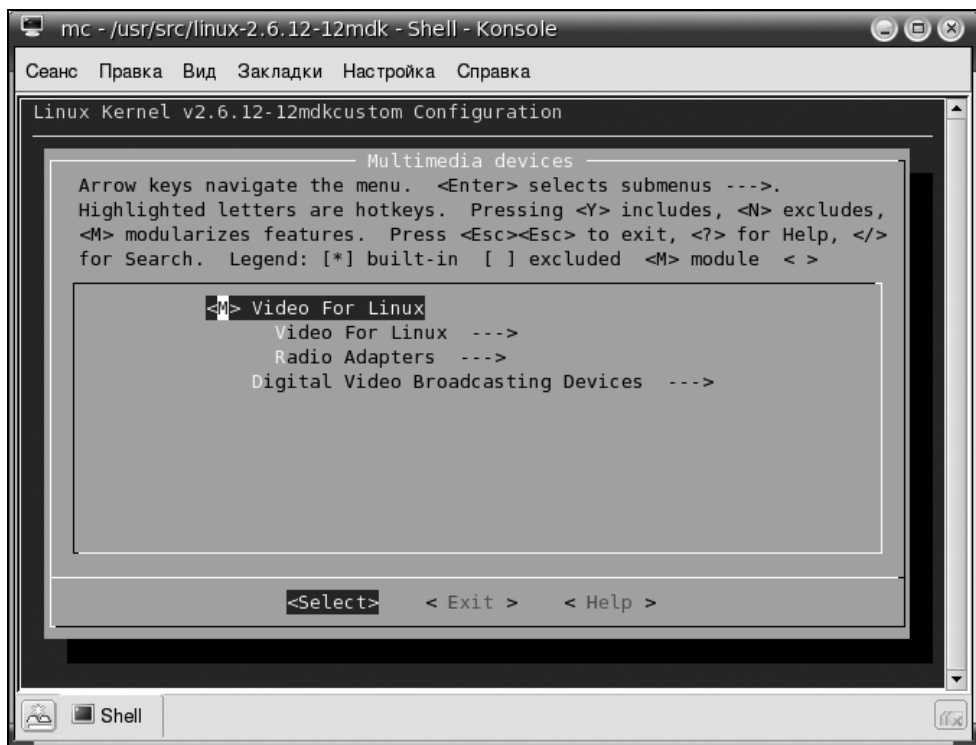 mc - /usr/src/linux-2.6.12-12mdk - Shell - Konsole
Сеанс Правка Вид Закладки Настройка Справка
Linux Kernel v2.6.12-12mdkcustom Configuration
Multimedia devices
Arrow keys navigate the menu. <Enter> selects submenus --->.
Highlighted letters are hotkeys. Pressing <Y> includes, <N> excludes,
<M> modularizes features. Press <Esc><Esc> to exit, <?> for Help, </>
for Search. Legend: [*] built-in [ ] excluded <M> module < >
<M> Video For Linux
Video For Linux --->
Radio Adapters --->
Digital Video Broadcasting Devices --->
<Select> < Exit > < Help >
Shell